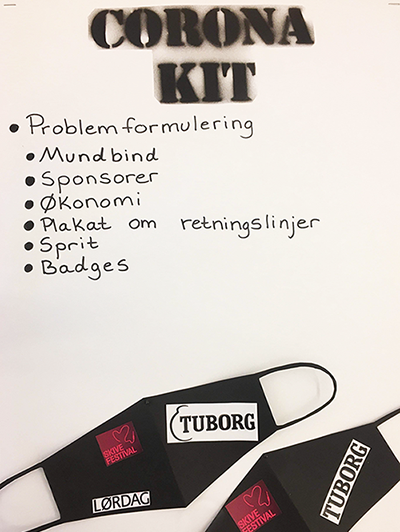 CORONA
KIT
• Problemformulering
• Mundbind
• Sponsorer
• Økonomi
• Plakat om retningslinjer
• Sprit
• Badges
TUBORG
SKIVE
FESTIVAL
LØRDAG
TUBORG
SKIVE
FESTIVAL